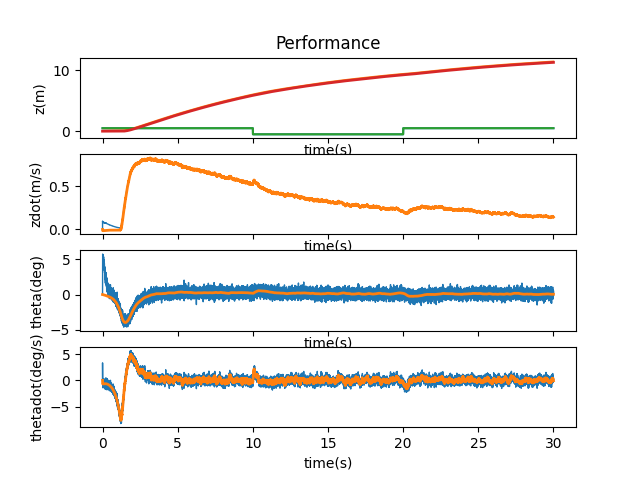 Performance
10
0
z(m)
time(s)
0.5
0.0
zdot(m/s)
time(s)
5
0
−5
theta(deg)
time(s)
5
0
−5
thetadot(deg/s)
0 5 10 15 20 25 30
time(s)